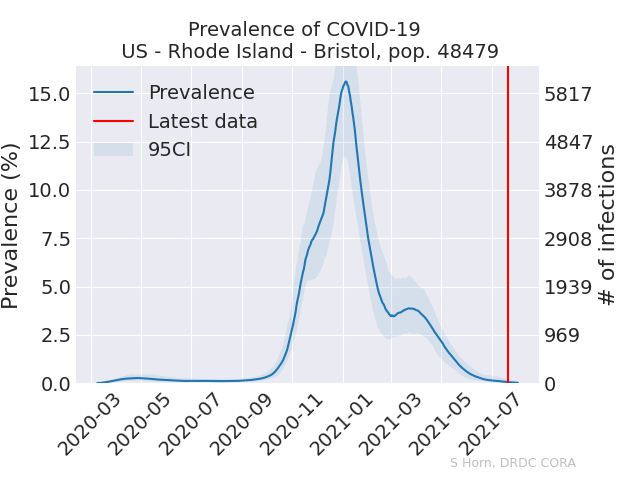 Prevalence of COVID-19
US - Rhode Island - Bristol, pop. 48479
Prevalence
Latest data
95CI
Prevalence (%)
15.0
12.5
10.0
7.5
5.0
2.5
0.0
5817
4847
3878
2908
1939
969
0
# of infections
2020-03
2020-05
2020-07
2020-09
2020-11
2021-01
2021-03
2021-05
2021-07
S Horn, DRDC CORA